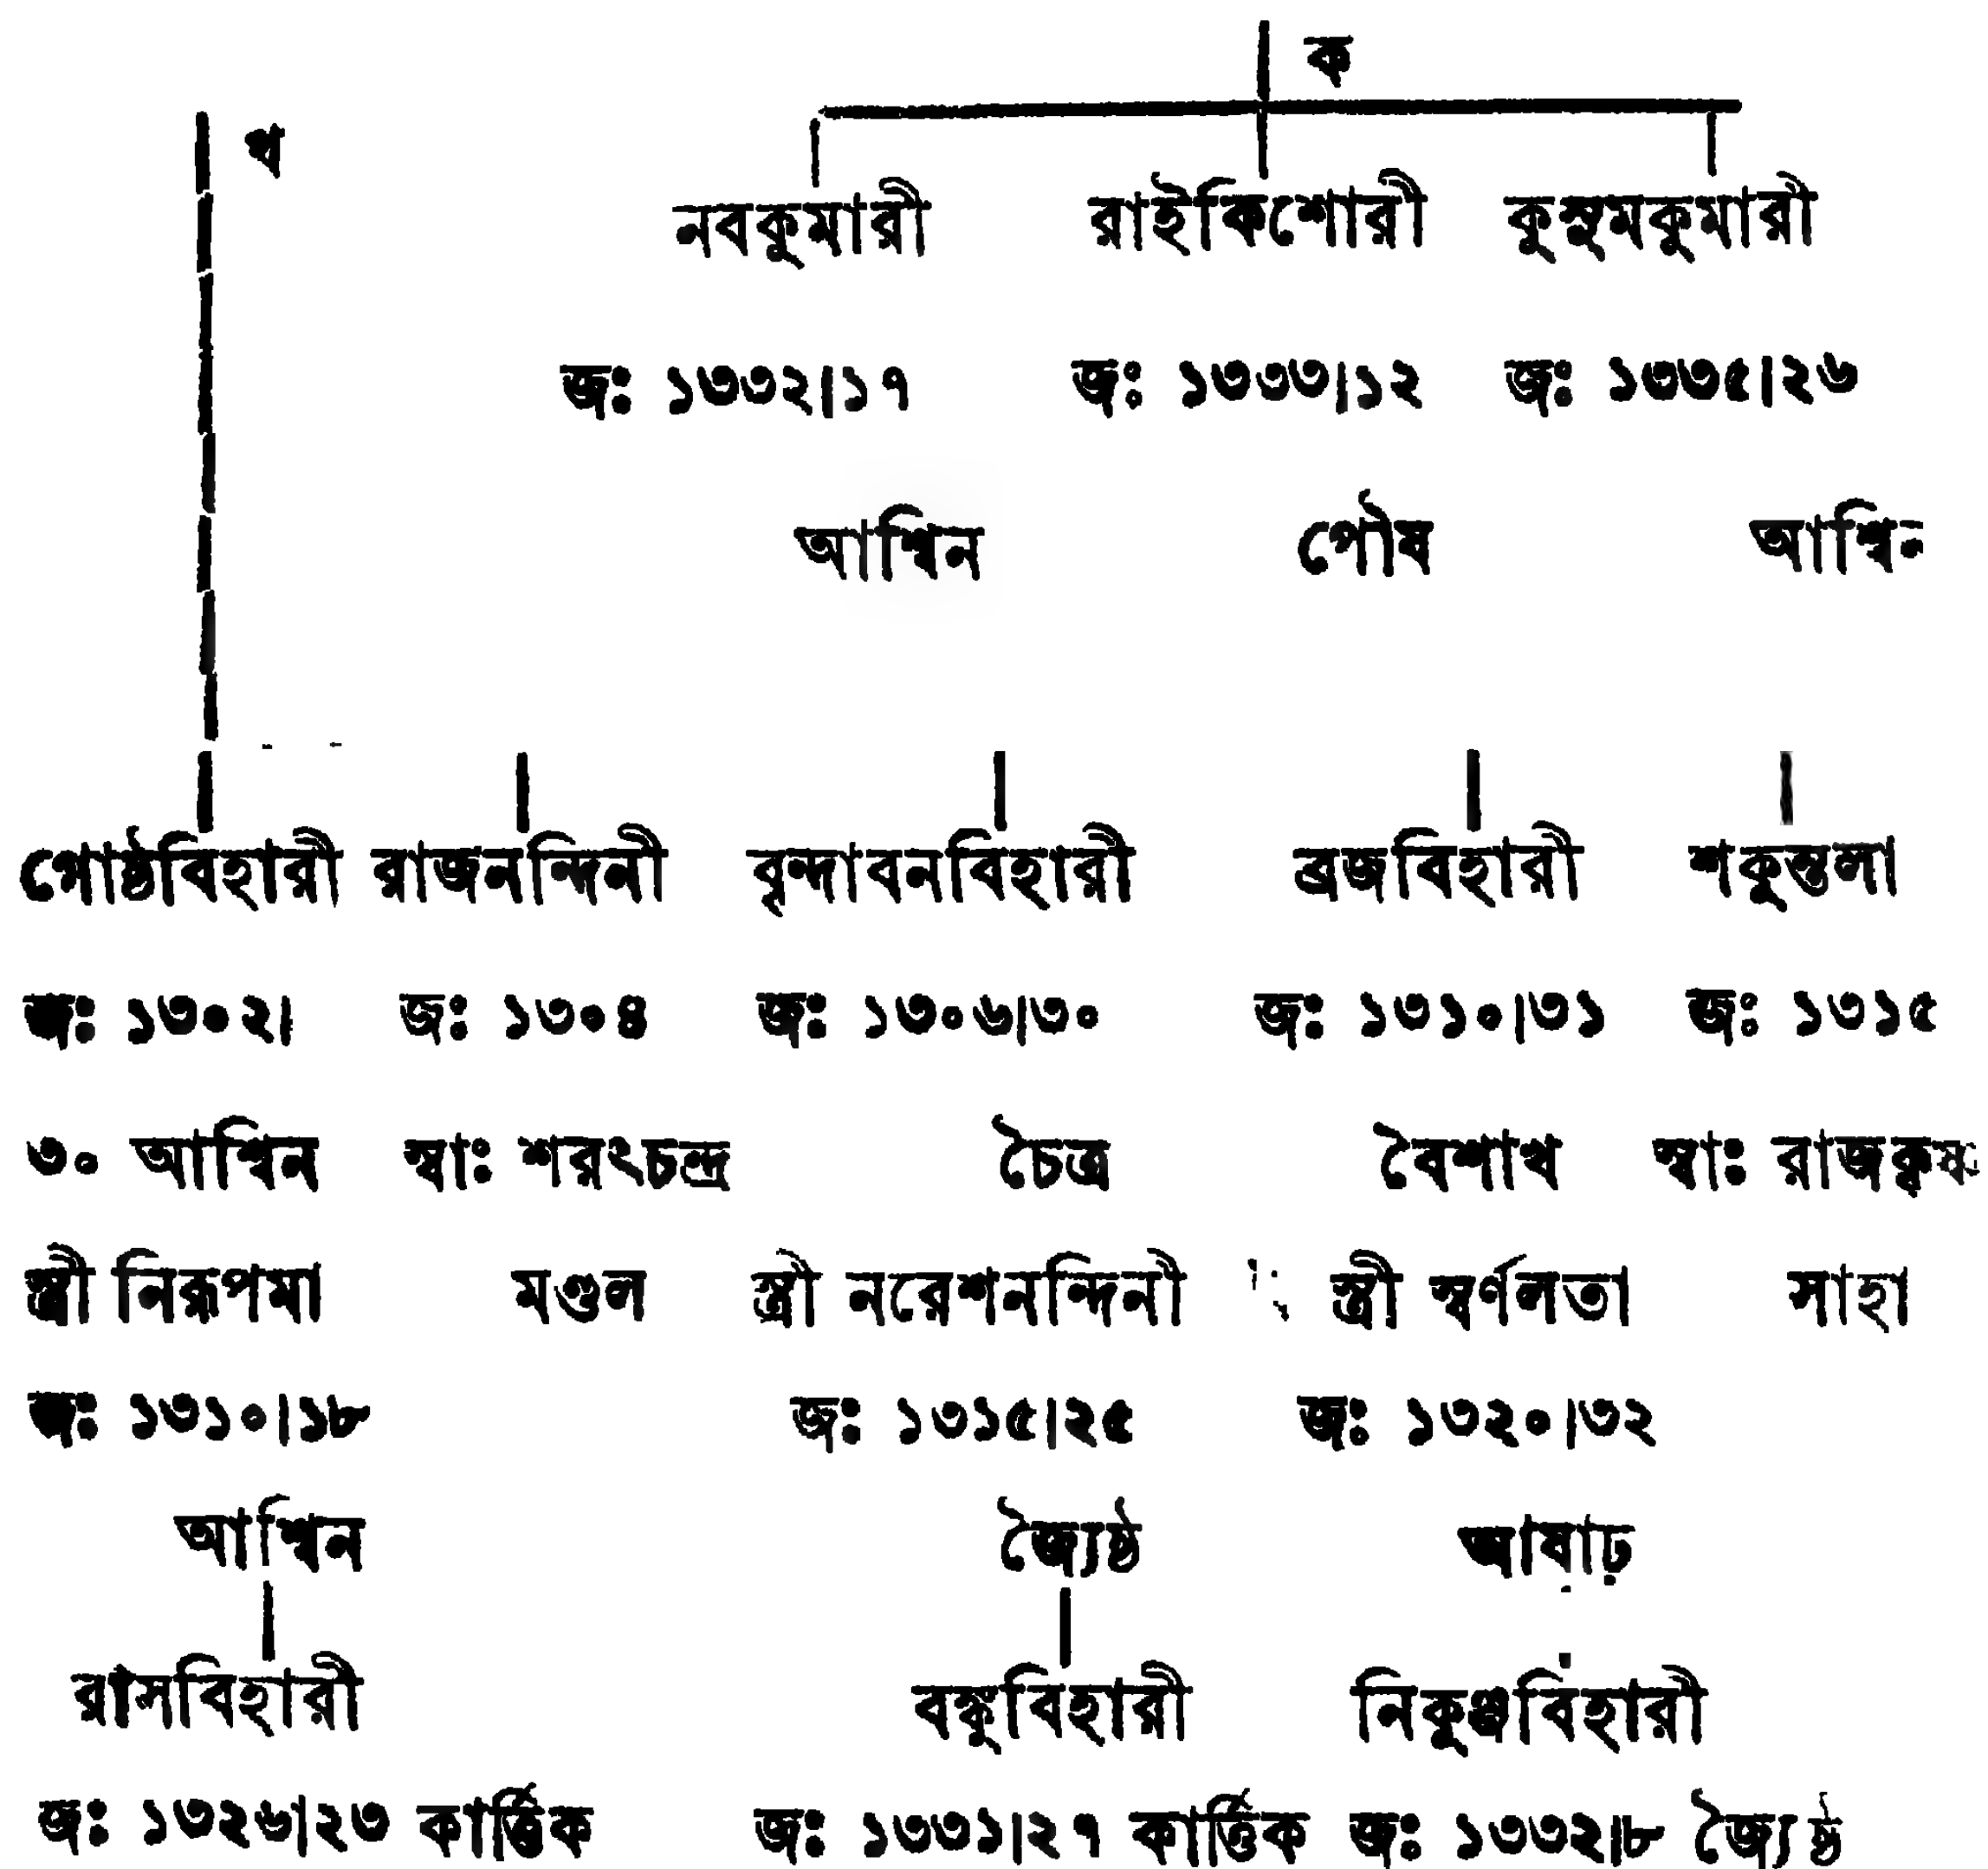 ক
খ
নবকুমারী রাইকিশোরী কুসুমকুমারী
জঃ ১৩৩২|১৭ জঃ ১৩৩৩|১২ জঃ ১৩৩৫|২৬
আশ্বিন পৌষ আশ্বিন
গোষ্ঠবিহারী রাজনন্দিনী বৃন্দাবনবিহারী ব্রজবিহারী শকুন্তলা
জঃ ১৩০২| জঃ ১৩০৪ জঃ ১৩০৬|৩০ জঃ ১৩১০|৩১ জঃ ১৩১৫
৩০ আশ্বিন স্বাঃ শরৎচন্দ্র চৈত্র বৈশাখ স্বাঃ রাজকৃষ্ণ
স্ত্রী নিরূপমা মণ্ডল স্ত্রী নরেশনন্দিনী স্ত্রী স্বর্ণলতা সাহা
জঃ ১৩১০|১৮ জঃ ১৩১৫|২৫ জঃ ১৩২০|৩২
আশ্বিন জ্যৈষ্ঠ আষাঢ়
রাসবিহারী বঙ্কুবিহারী নিকুঞ্জবিহারী
জঃ ১৩২৬|২৩ কার্ত্তিক জঃ ১৩৩১|২৭ কার্ত্তিক জঃ ১৩৩২|৮ জ্যৈষ্ঠ